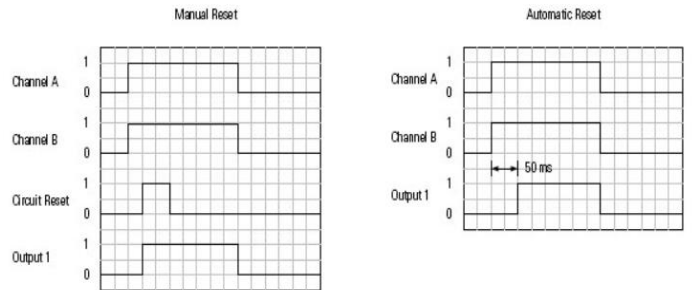 Manual Reset
Channel A
1
0
Channel B
1
0
Circuit Reset
1
0
Output 1
1
0
Automatic Reset
Channel A
1
0
Channel B
1
0
50 ms
Output 1
1
0